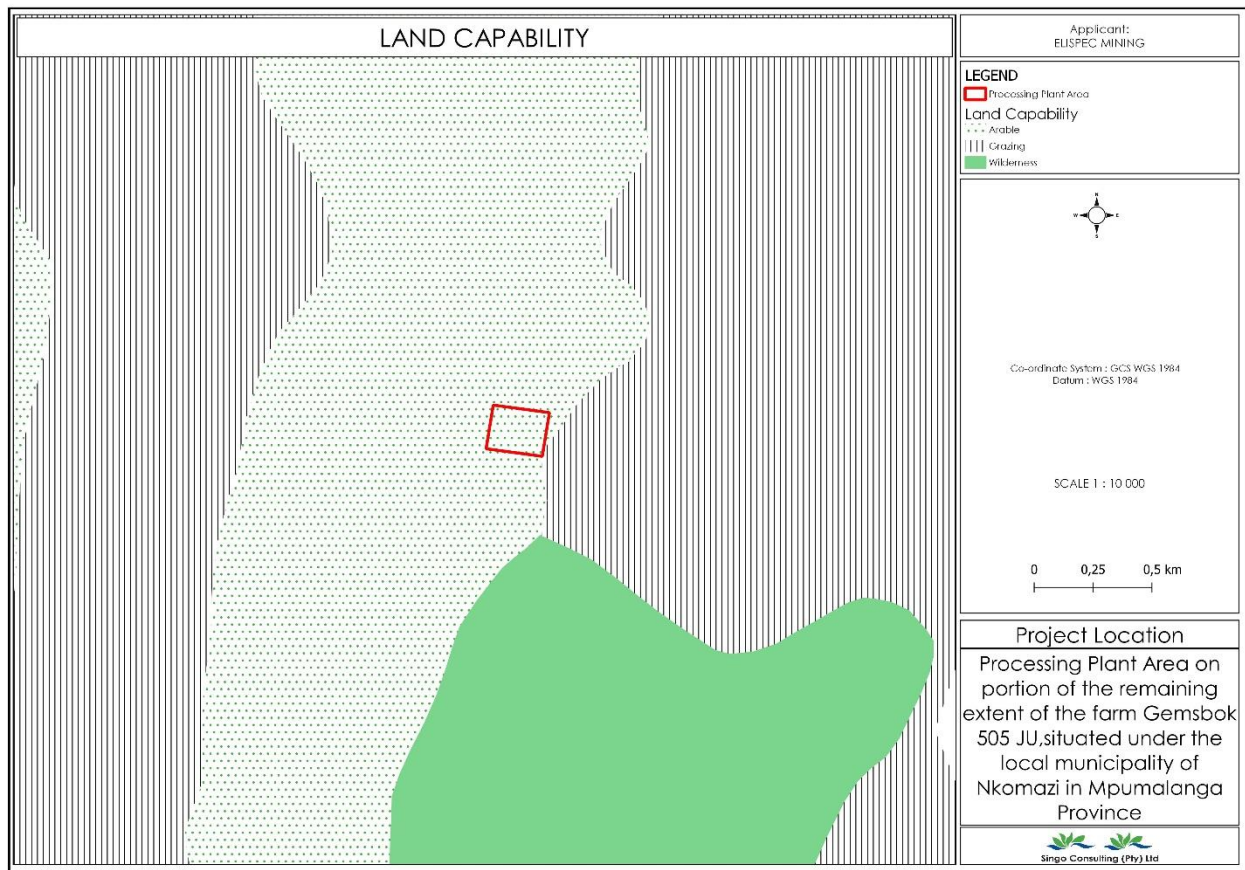 LAND CAPABILITY
Applicant:
ELISPEC MINING
LEGEND
Processing Plant Area
Land Capability
Arable
Grazing
Wilderness
N
W E
S
Co-ordinate System : GCS WGS 1984
Datum : WGS 1984
SCALE 1 : 10 000
0 0,25 0,5 km
Project Location
Processing Plant Area on
portion of the remaining
extent of the farm Gemsbok
505 JU,situated under the
local municipality of
Nkomazi in Mpumalanga
Province
Singo Consulting (Pty) Ltd